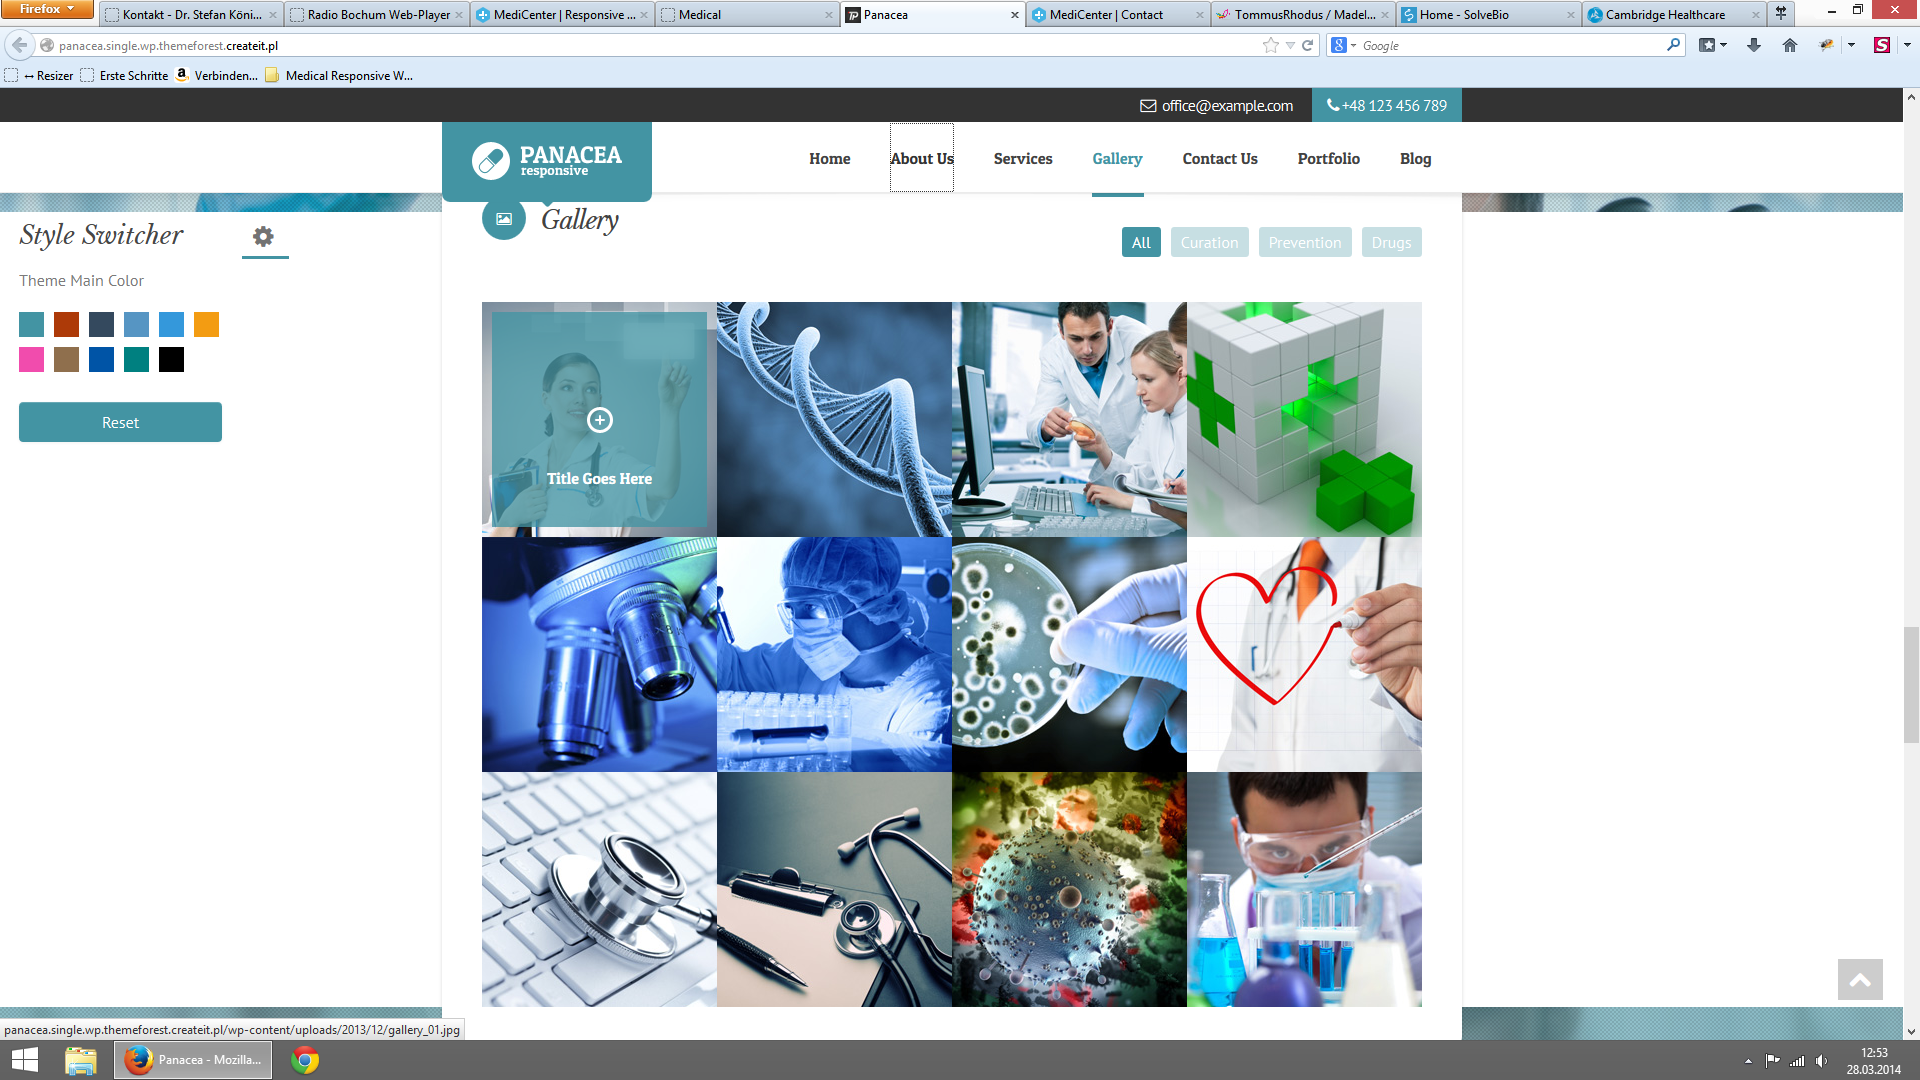 Firefox
Kontakt - Dr. Stefan Köni...
Radio Bochum Web-Player
MediCenter | Responsive ...
Medical
Panacea
MediCenter | Contact
TommusRhodus / Madel...
Home - SolveBio
Cambridge Healthcare
panacea.single.wp.themeforest.createit.pl
Google
Resizer
Erste Schritte
Verbinden...
Medical Responsive W...
office@example.com
+48 123 456 789
PANACEA
responsive
Home
About Us
Services
Gallery
Contact Us
Portfolio
Blog
Style Switcher
Gallery
All
Curation
Prevention
Drugs
Theme Main Color
Reset
Title Goes Here
panacea.single.wp.themeforest.createit.pl/wp-content/uploads/2013/12/gallery_01.jpg
Panacea - Mozilla...
12:53
28.03.2014